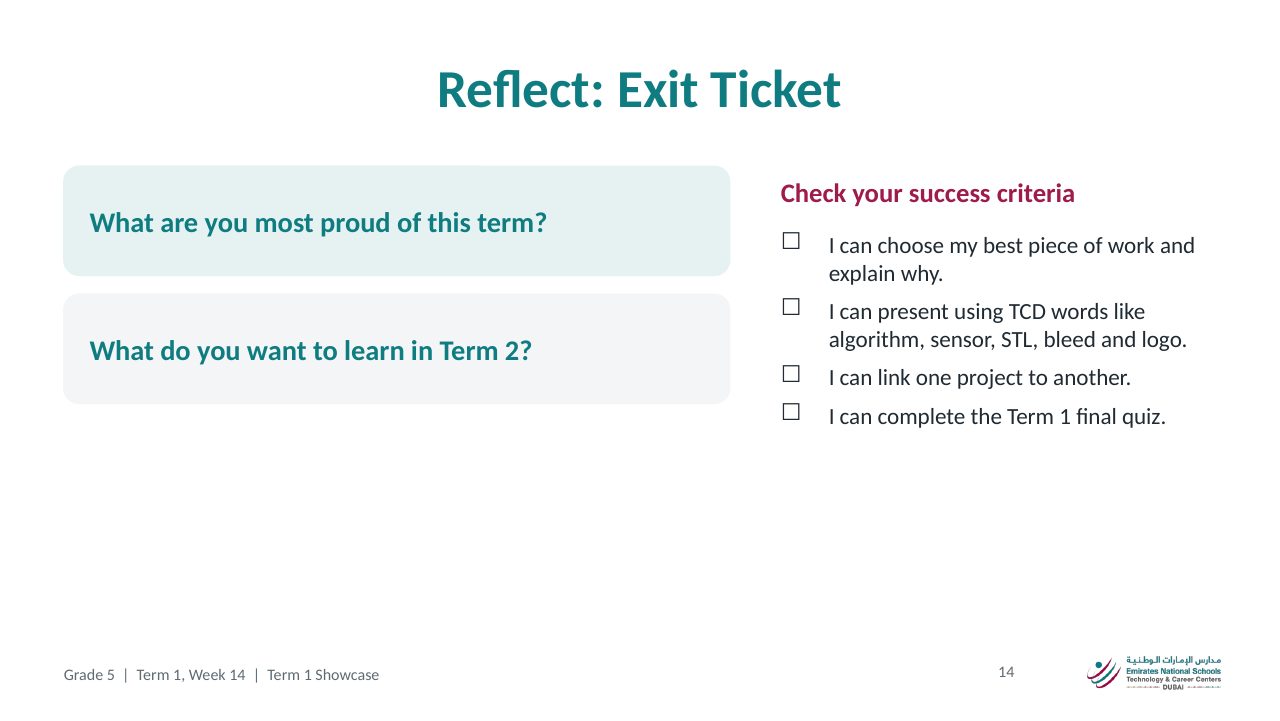 Reflect: Exit Ticket
What are you most proud of this term?
What do you want to learn in Term 2?
Check your success criteria
☐ I can choose my best piece of work and
explain why.
☐ I can present using TCD words like
algorithm, sensor, STL, bleed and logo.
☐ I can link one project to another.
☐ I can complete the Term 1 final quiz.
Grade 5 | Term 1, Week 14 | Term 1 Showcase
14
مدارس الإمارات الوطنية
Emirates National Schools
Technology & Career Centers
DUBAI